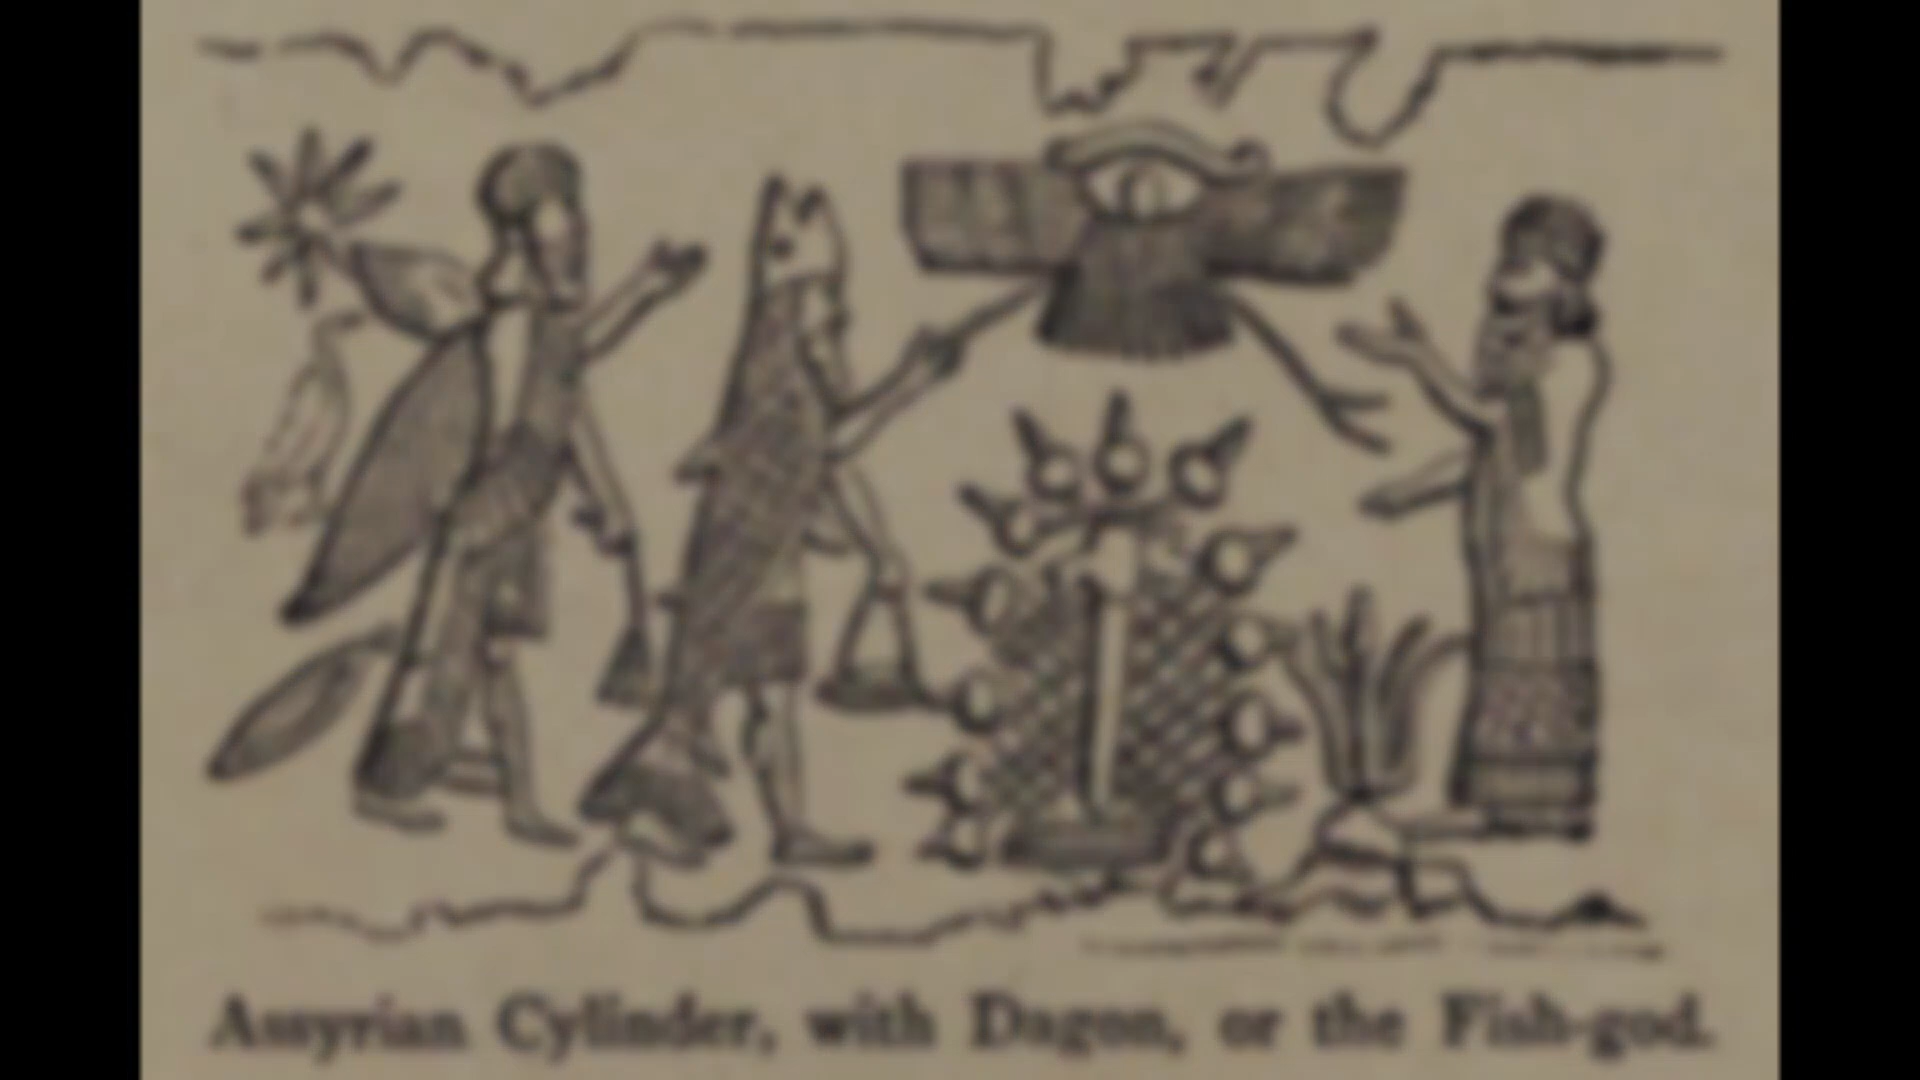 Assyrian Cylinder, with Dagon, or the Fish-god.